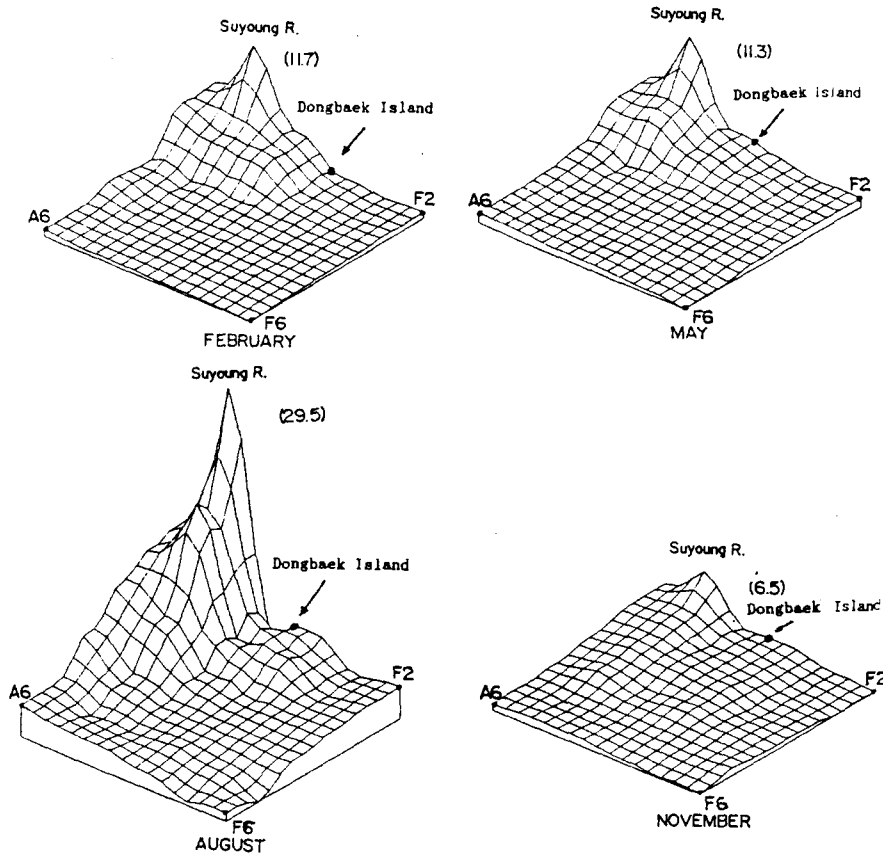 Suyoung R.
(11.7)
Dongbaek Island
A6
F2
F6
FEBRUARY
Suyoung R.
(11.3)
Dongbaek Island
A6
F2
F6
MAY
Suyoung R.
(29.5)
Dongbaek Island
A6
F2
F6
AUGUST
Suyoung R.
(6.5)
Dongbaek Island
A6
F2
F6
NOVEMBER